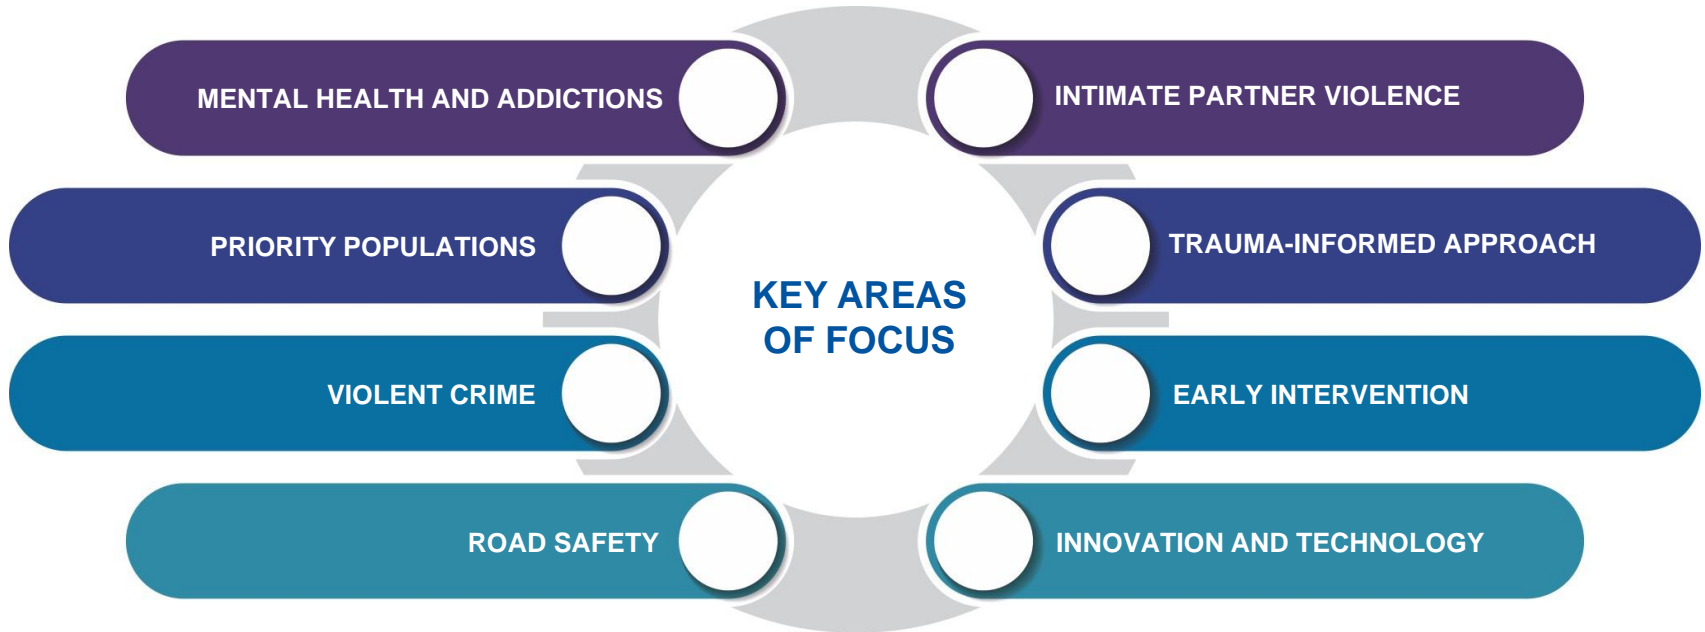 MENTAL HEALTH AND ADDICTIONS
INTIMATE PARTNER VIOLENCE
PRIORITY POPULATIONS
TRAUMA-INFORMED APPROACH
KEY AREAS
OF FOCUS
VIOLENT CRIME
EARLY INTERVENTION
ROAD SAFETY
INNOVATION AND TECHNOLOGY